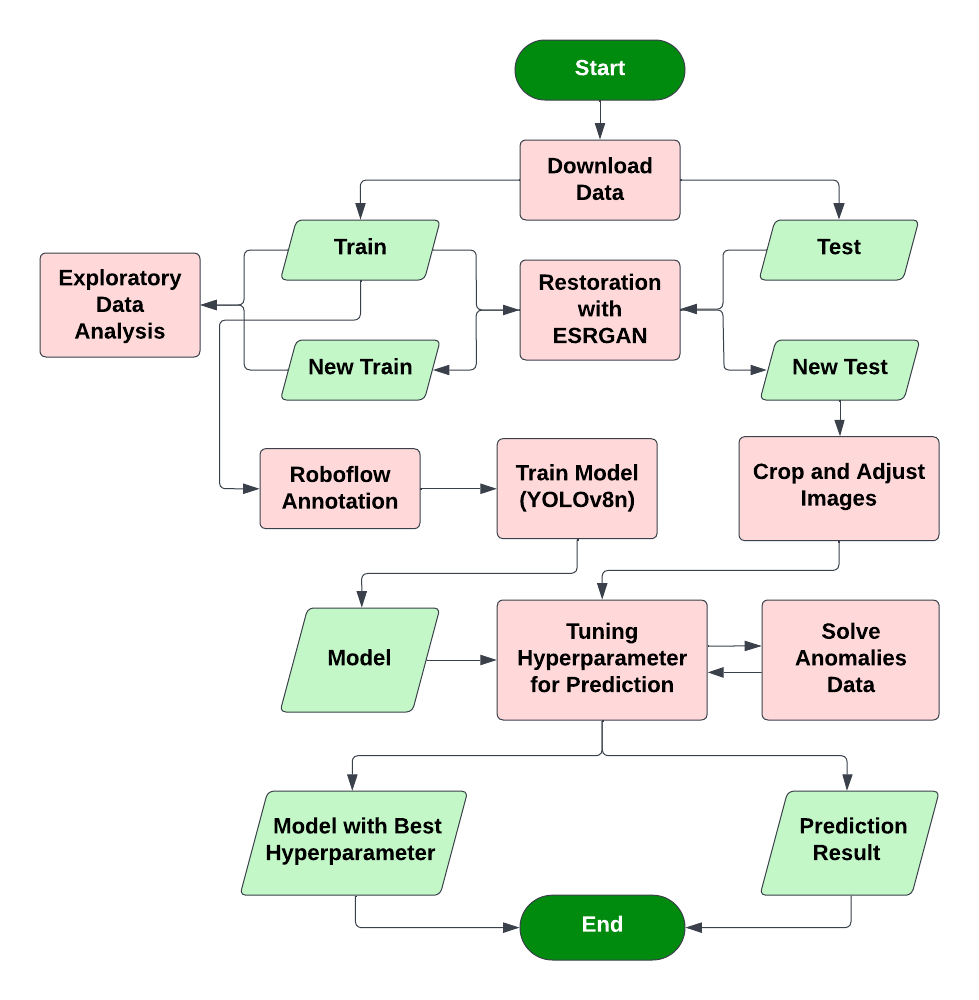 Start
Download
Data
Train
Test
Exploratory
Data
Analysis
Restoration
with
ESRGAN
New Train
New Test
Roboflow
Annotation
Train Model
(YOLOv8n)
Crop and Adjust
Images
Model
Tuning
Hyperparameter
for Prediction
Solve
Anomalies
Data
Model with Best
Hyperparameter
Prediction
Result
End